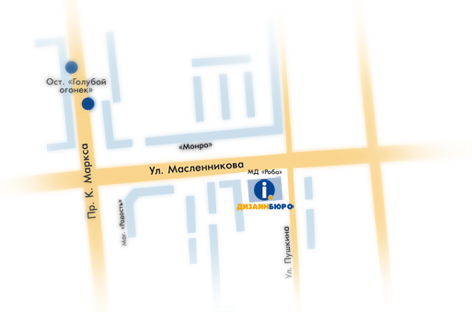 Ост. «Голубой
огонек»
«Монро»
Ул. Масленникова
МД «Роба»
Пр. К. Маркса
Маг. «Радость»
i
ДИЗАЙНБЮРО
Ул. Пушкина